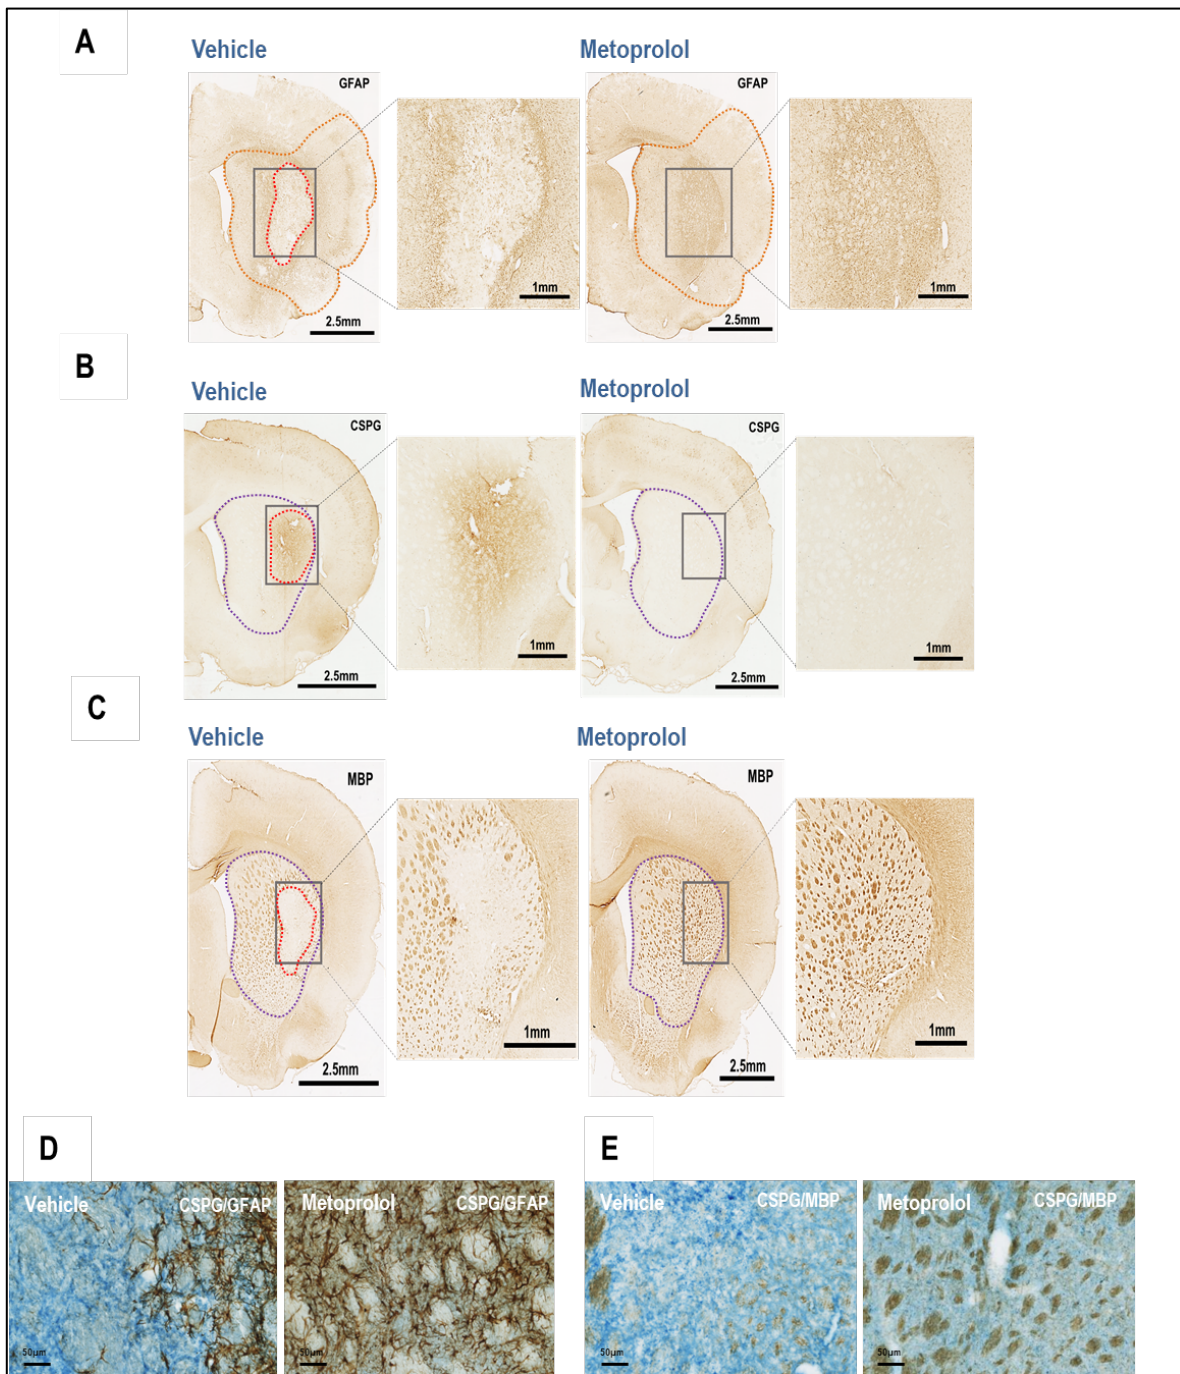 A
Vehicle
Metoprolol
GFAP
GFAP
1mm
1mm
2.5mm
2.5mm
B
Vehicle
Metoprolol
CSPG
CSPG
1mm
1mm
2.5mm
2.5mm
C
Vehicle
Metoprolol
MBP
MBP
1mm
1mm
2.5mm
2.5mm
D
E
Vehicle
CSPG/GFAP
Metoprolol
CSPG/GFAP
Vehicle
CSPG/MBP
Metoprolol
CSPG/MBP
50µm
50µm
50µm
50µm